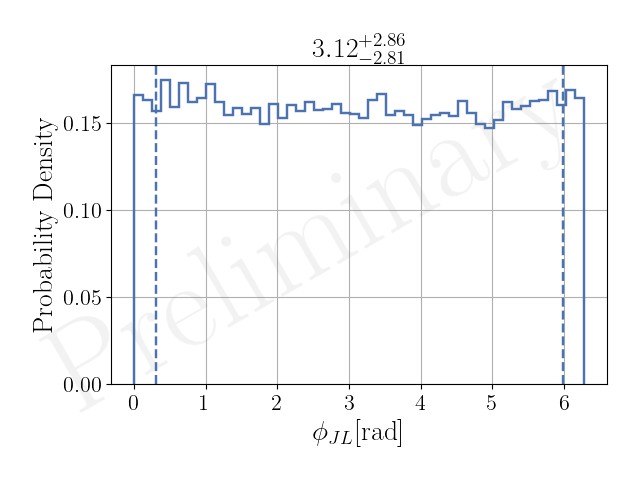 3.12^{+2.86}_{-2.81}
Probability Density
0.15
0.10
0.05
0.00
0 1 2 3 4 5 6
ϕ_{JL}[rad]
Preliminary